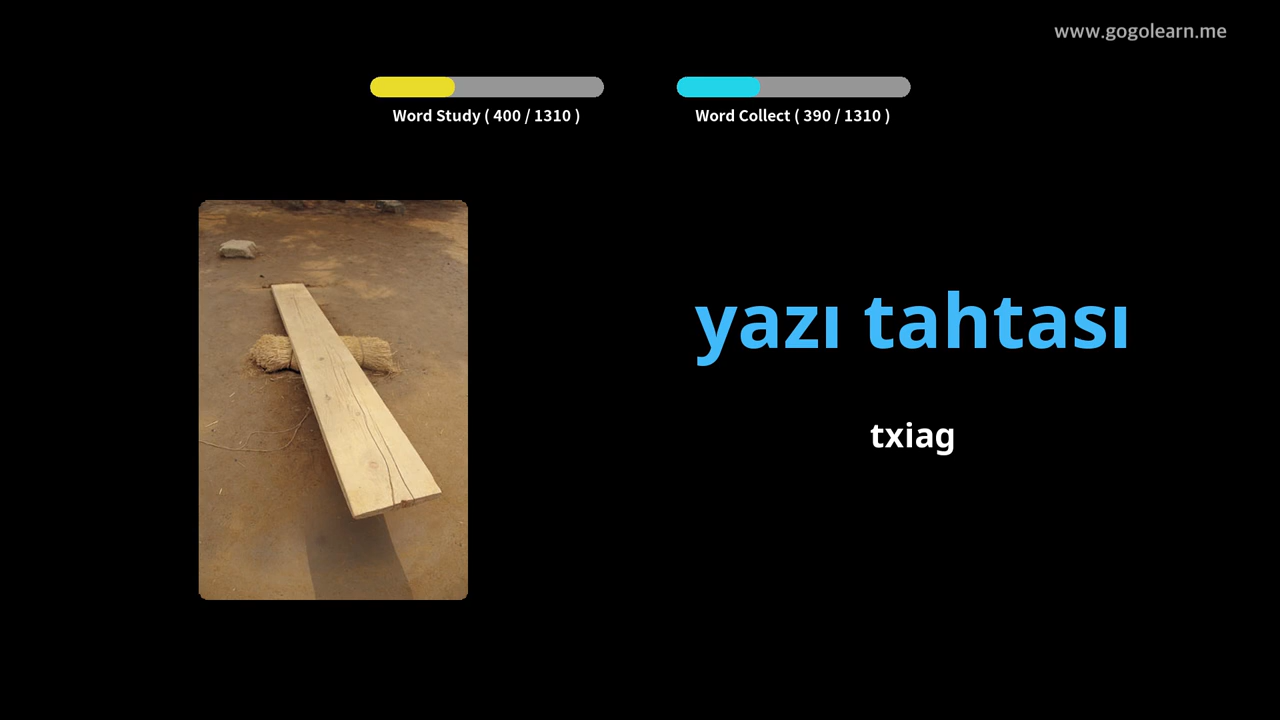 www.gogolearn.me
Word Study ( 400 / 1310 )
Word Collect ( 390 / 1310 )
yazı tahtası
txiag